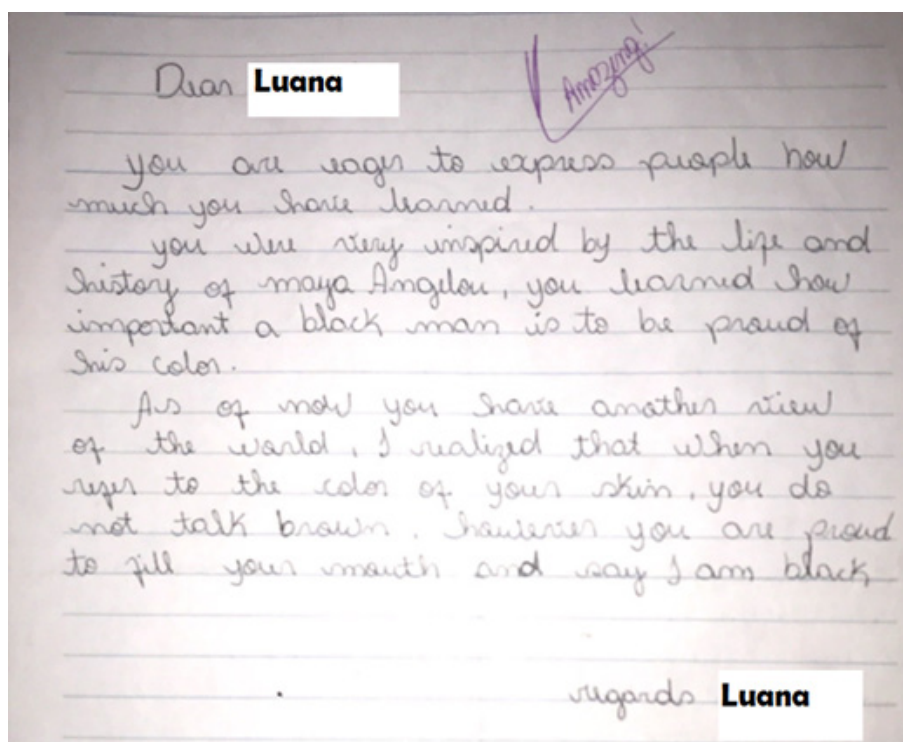 Amazing!
Dear Luana
you are eager to express people how
much you have learned.
you were very inspired by the life and
history of maya Angelou, you learned how
important a black man is to be proud of
his color.
As of now you have another view
of the world, I realized that when you
refer to the color of your skin, you do
not talk brown, however you are proud
to fill your mouth and say I am black
regards Luana